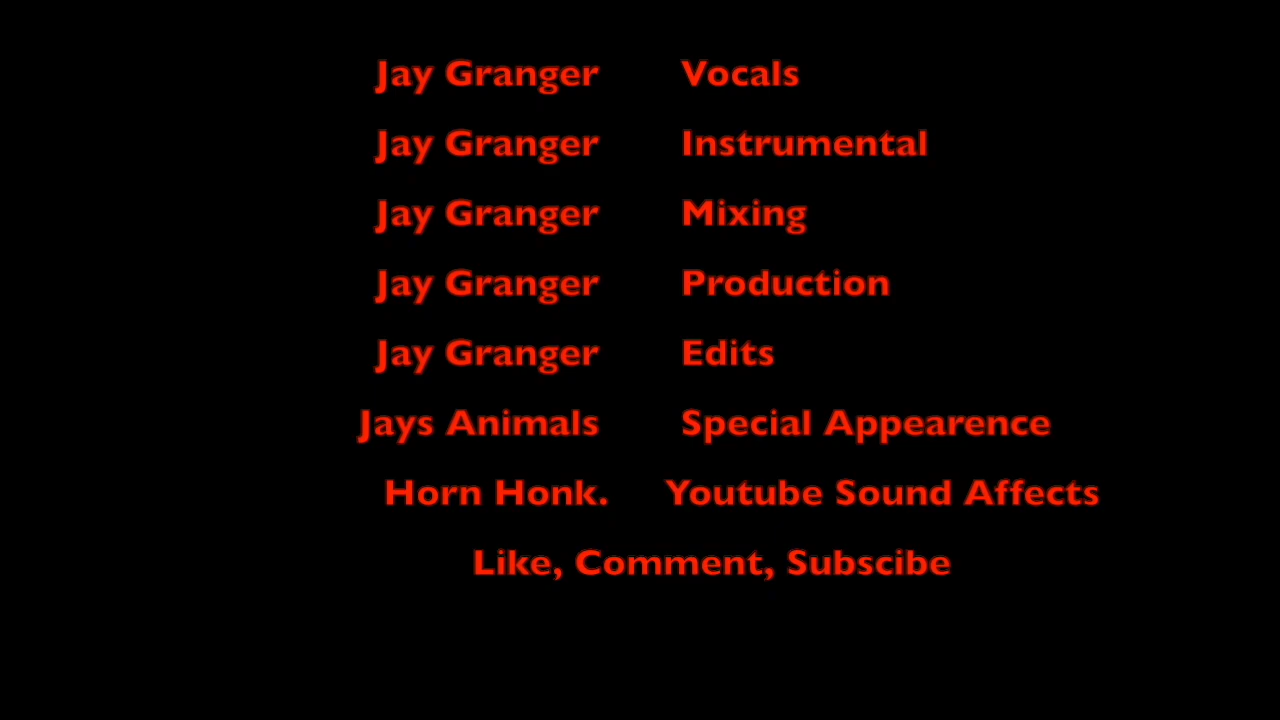 Jay Granger Vocals
Jay Granger Instrumental
Jay Granger Mixing
Jay Granger Production
Jay Granger Edits
Jays Animals Special Appearence
Horn Honk. Youtube Sound Affects
Like, Comment, Subscibe